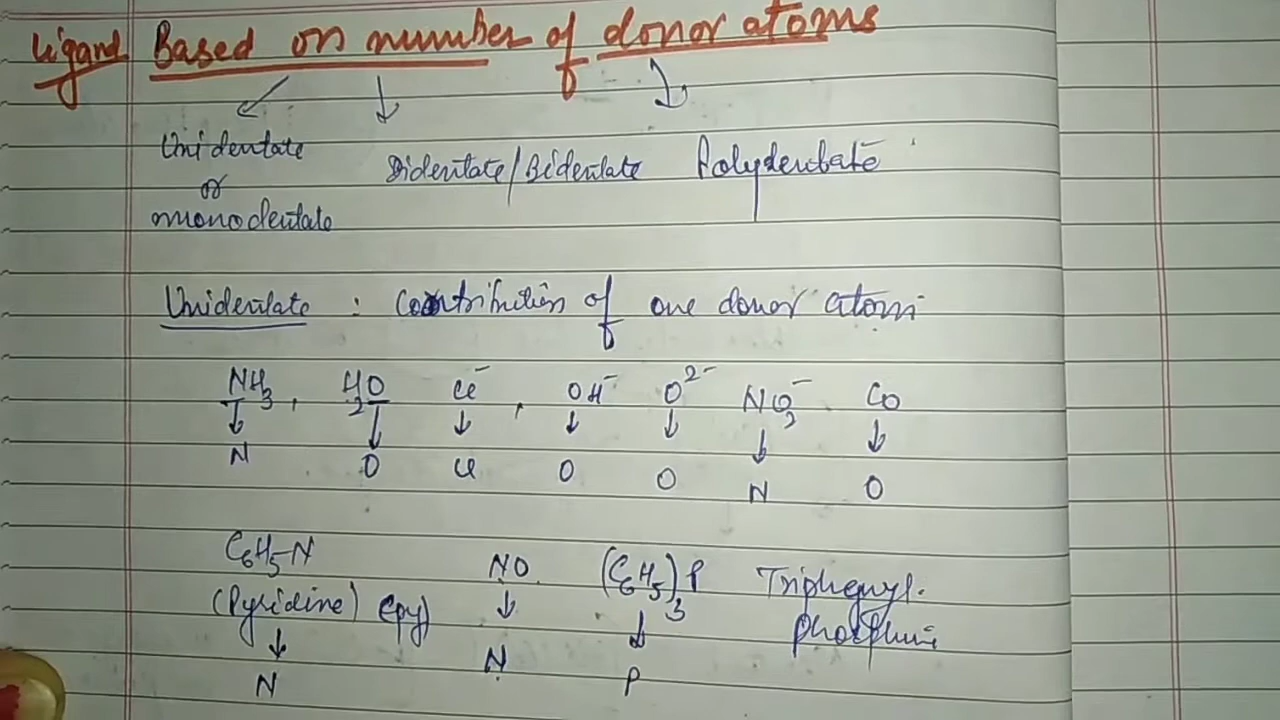 Ligand Based on number of donor atoms
Unidentate Didentate/Bidentate Polydentate
or
monodentate
Unidentate : Contribution of one donor atom
NH₃, H₂O Cl⁻, OH⁻ O²⁻ NO₂⁻ CO
↓ ↓ ↓ ↓ ↓ ↓ ↓
N O Cl O O N O
C₆H₅-N NO (C₆H₅)₃P Triphenyl.
(Pyridine) (py) ↓ ↓ phosphine
↓ N P
N